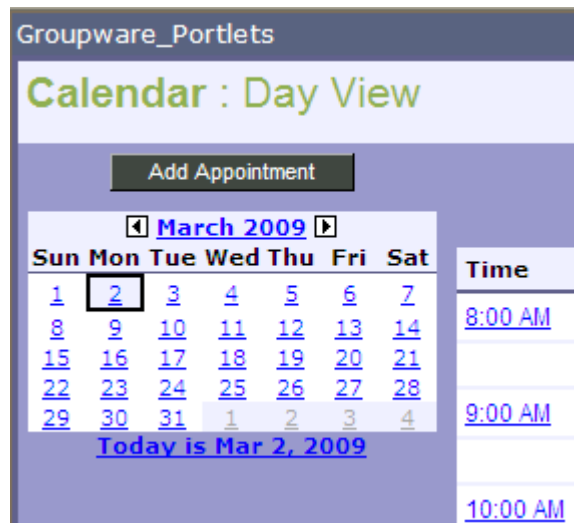 Groupware_Portlets
Calendar : Day View
Add Appointment
March 2009
Sun Mon Tue Wed Thu Fri Sat
1 2 3 4 5 6 7
8 9 10 11 12 13 14
15 16 17 18 19 20 21
22 23 24 25 26 27 28
29 30 31 1 2 3 4
Today is Mar 2, 2009
Time
8:00 AM
9:00 AM
10:00 AM